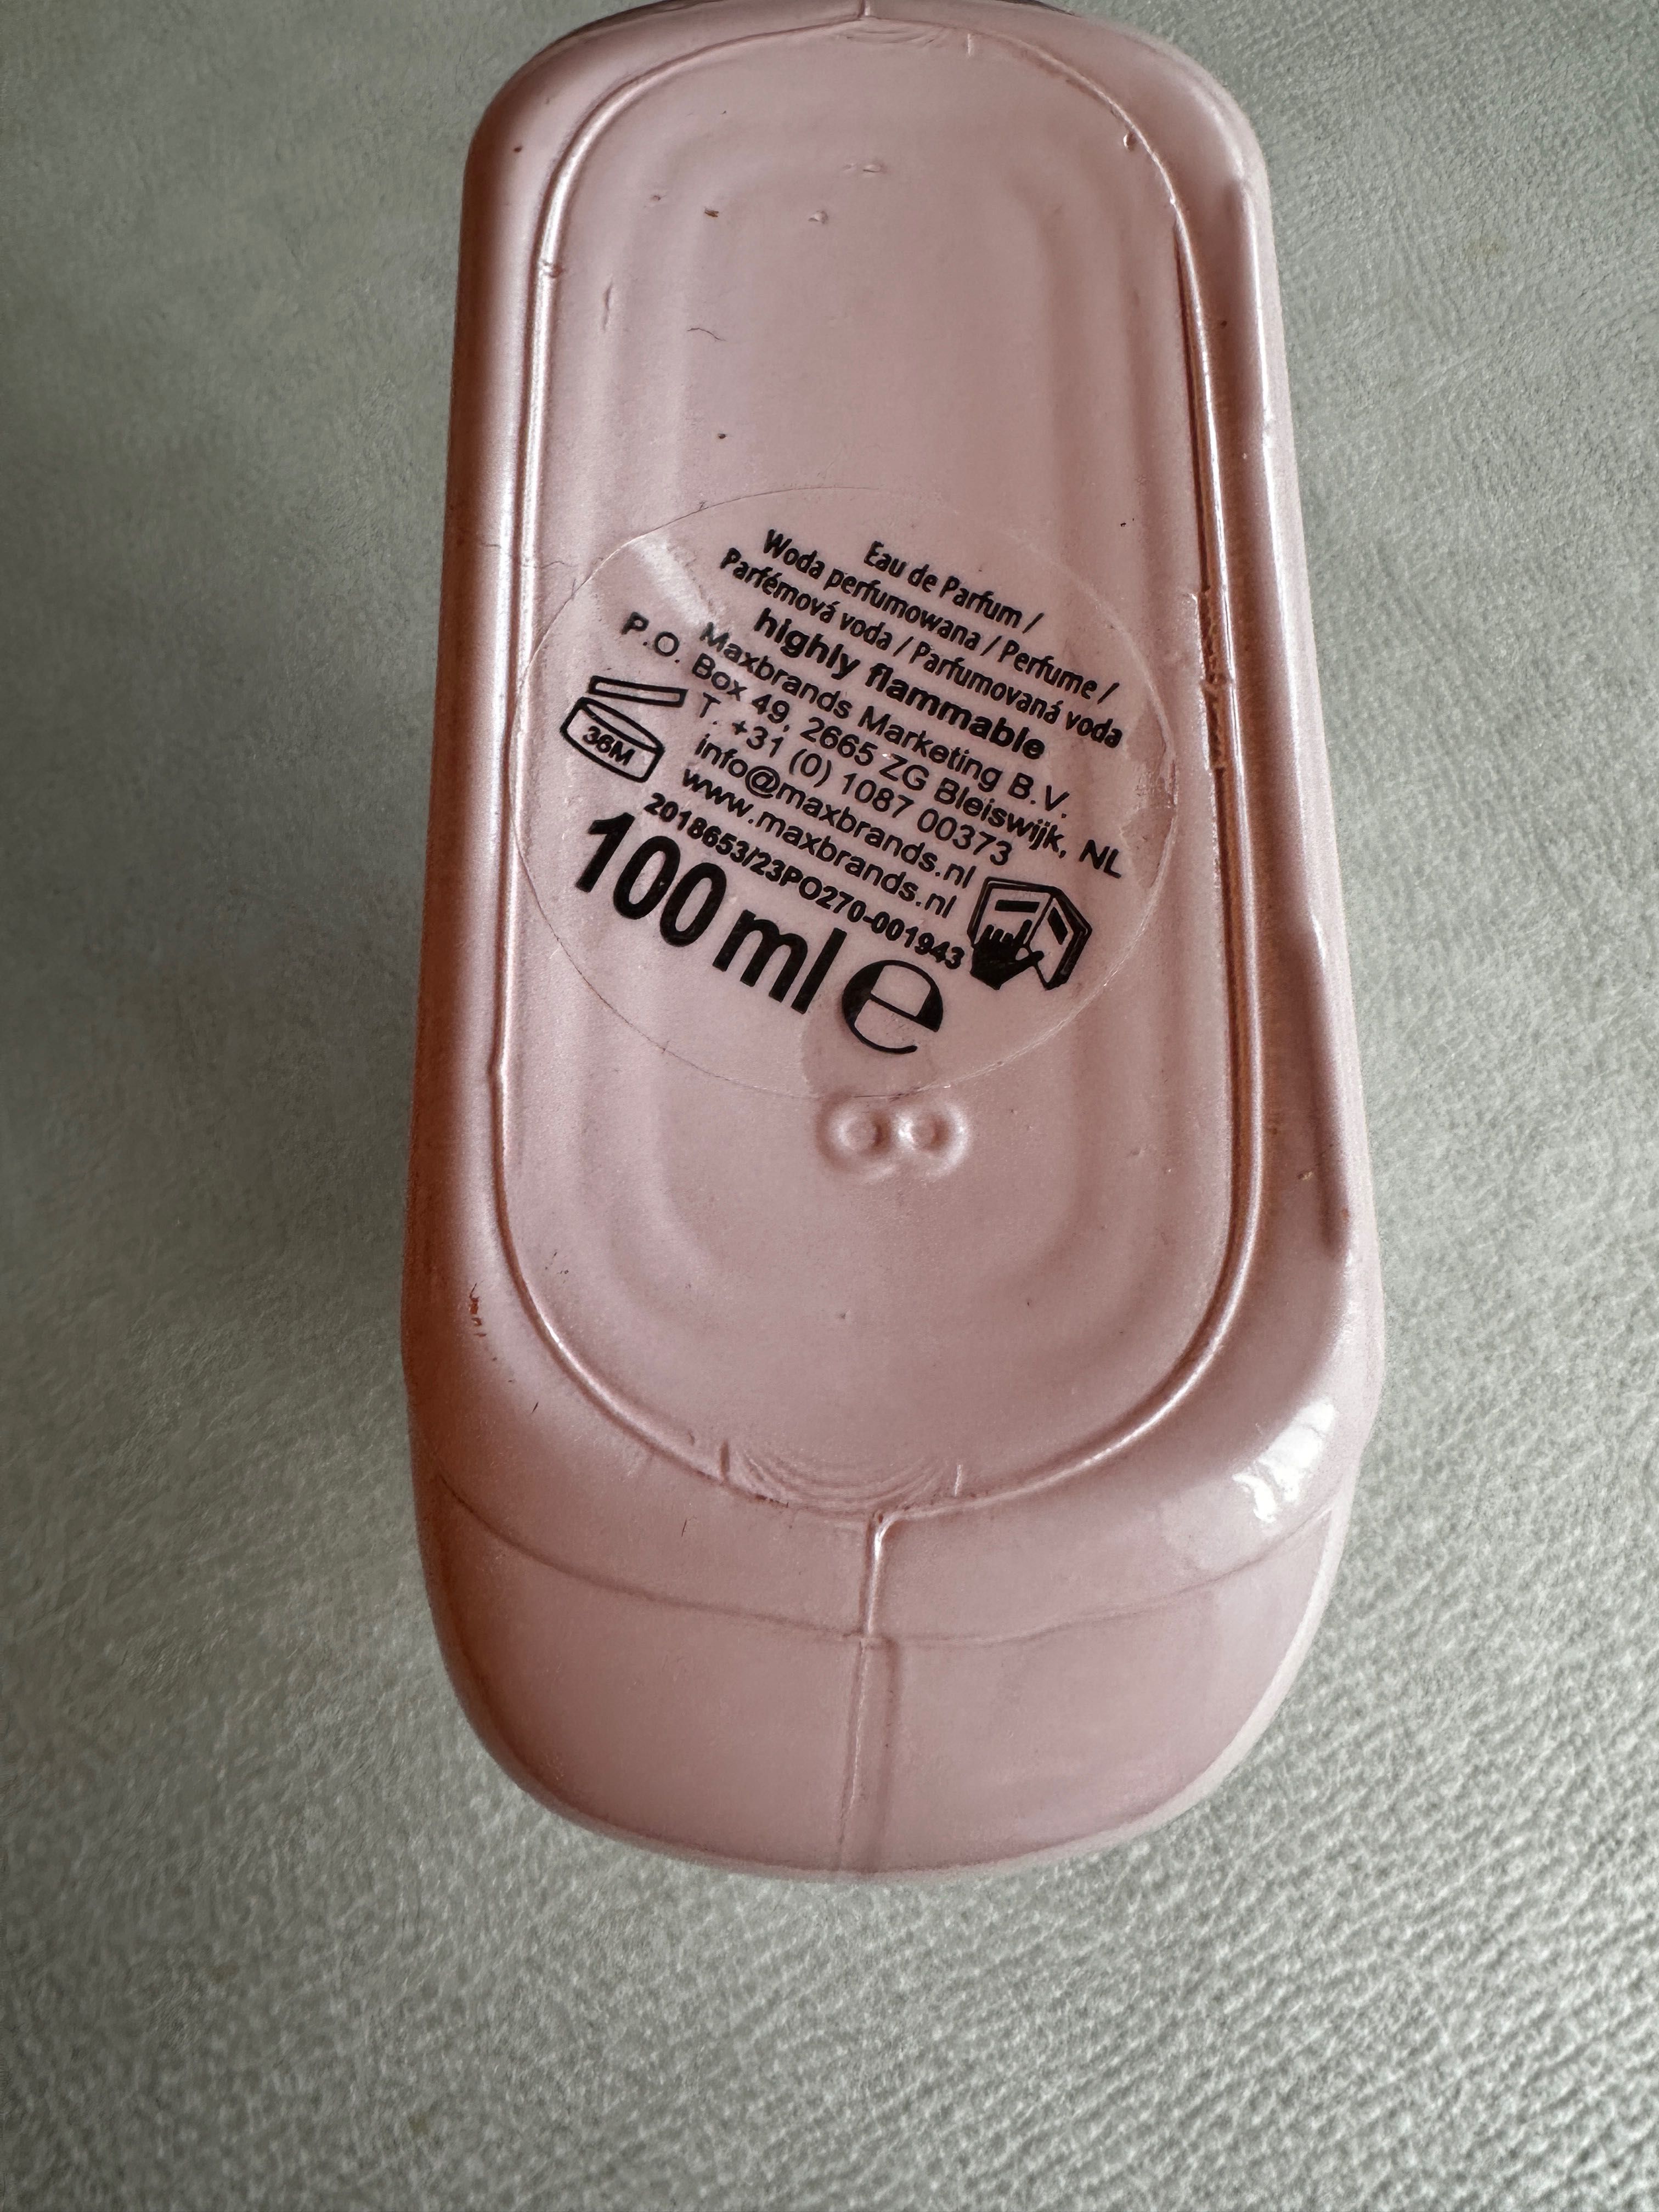 Eau de Parfum /
Woda perfumowana / Perfume /
Parfémová voda / Parfumovaná voda
highly flammable
Maxbrands Marketing B.V.
P.O. Box 49, 2665 ZG Bleiswijk, NL
T. +31 (0) 1087 00373
info@maxbrands.nl
www.maxbrands.nl
36M
2018653/23PO270-001943
100 ml e
8